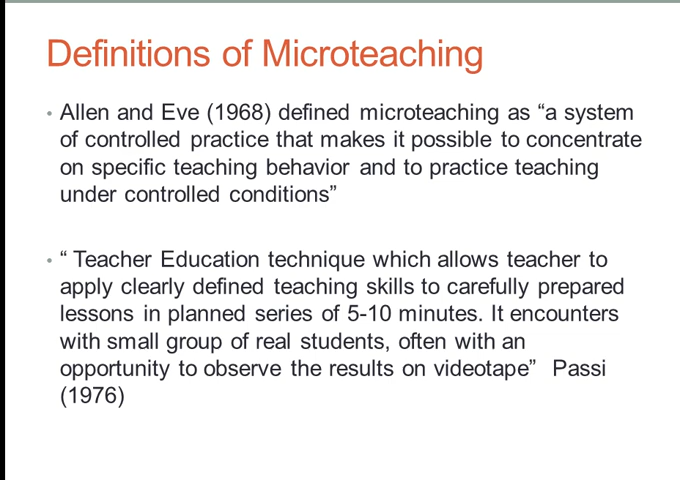 Definitions of Microteaching
• Allen and Eve (1968) defined microteaching as “a system
of controlled practice that makes it possible to concentrate
on specific teaching behavior and to practice teaching
under controlled conditions”
• “ Teacher Education technique which allows teacher to
apply clearly defined teaching skills to carefully prepared
lessons in planned series of 5-10 minutes. It encounters
with small group of real students, often with an
opportunity to observe the results on videotape” Passi
(1976)